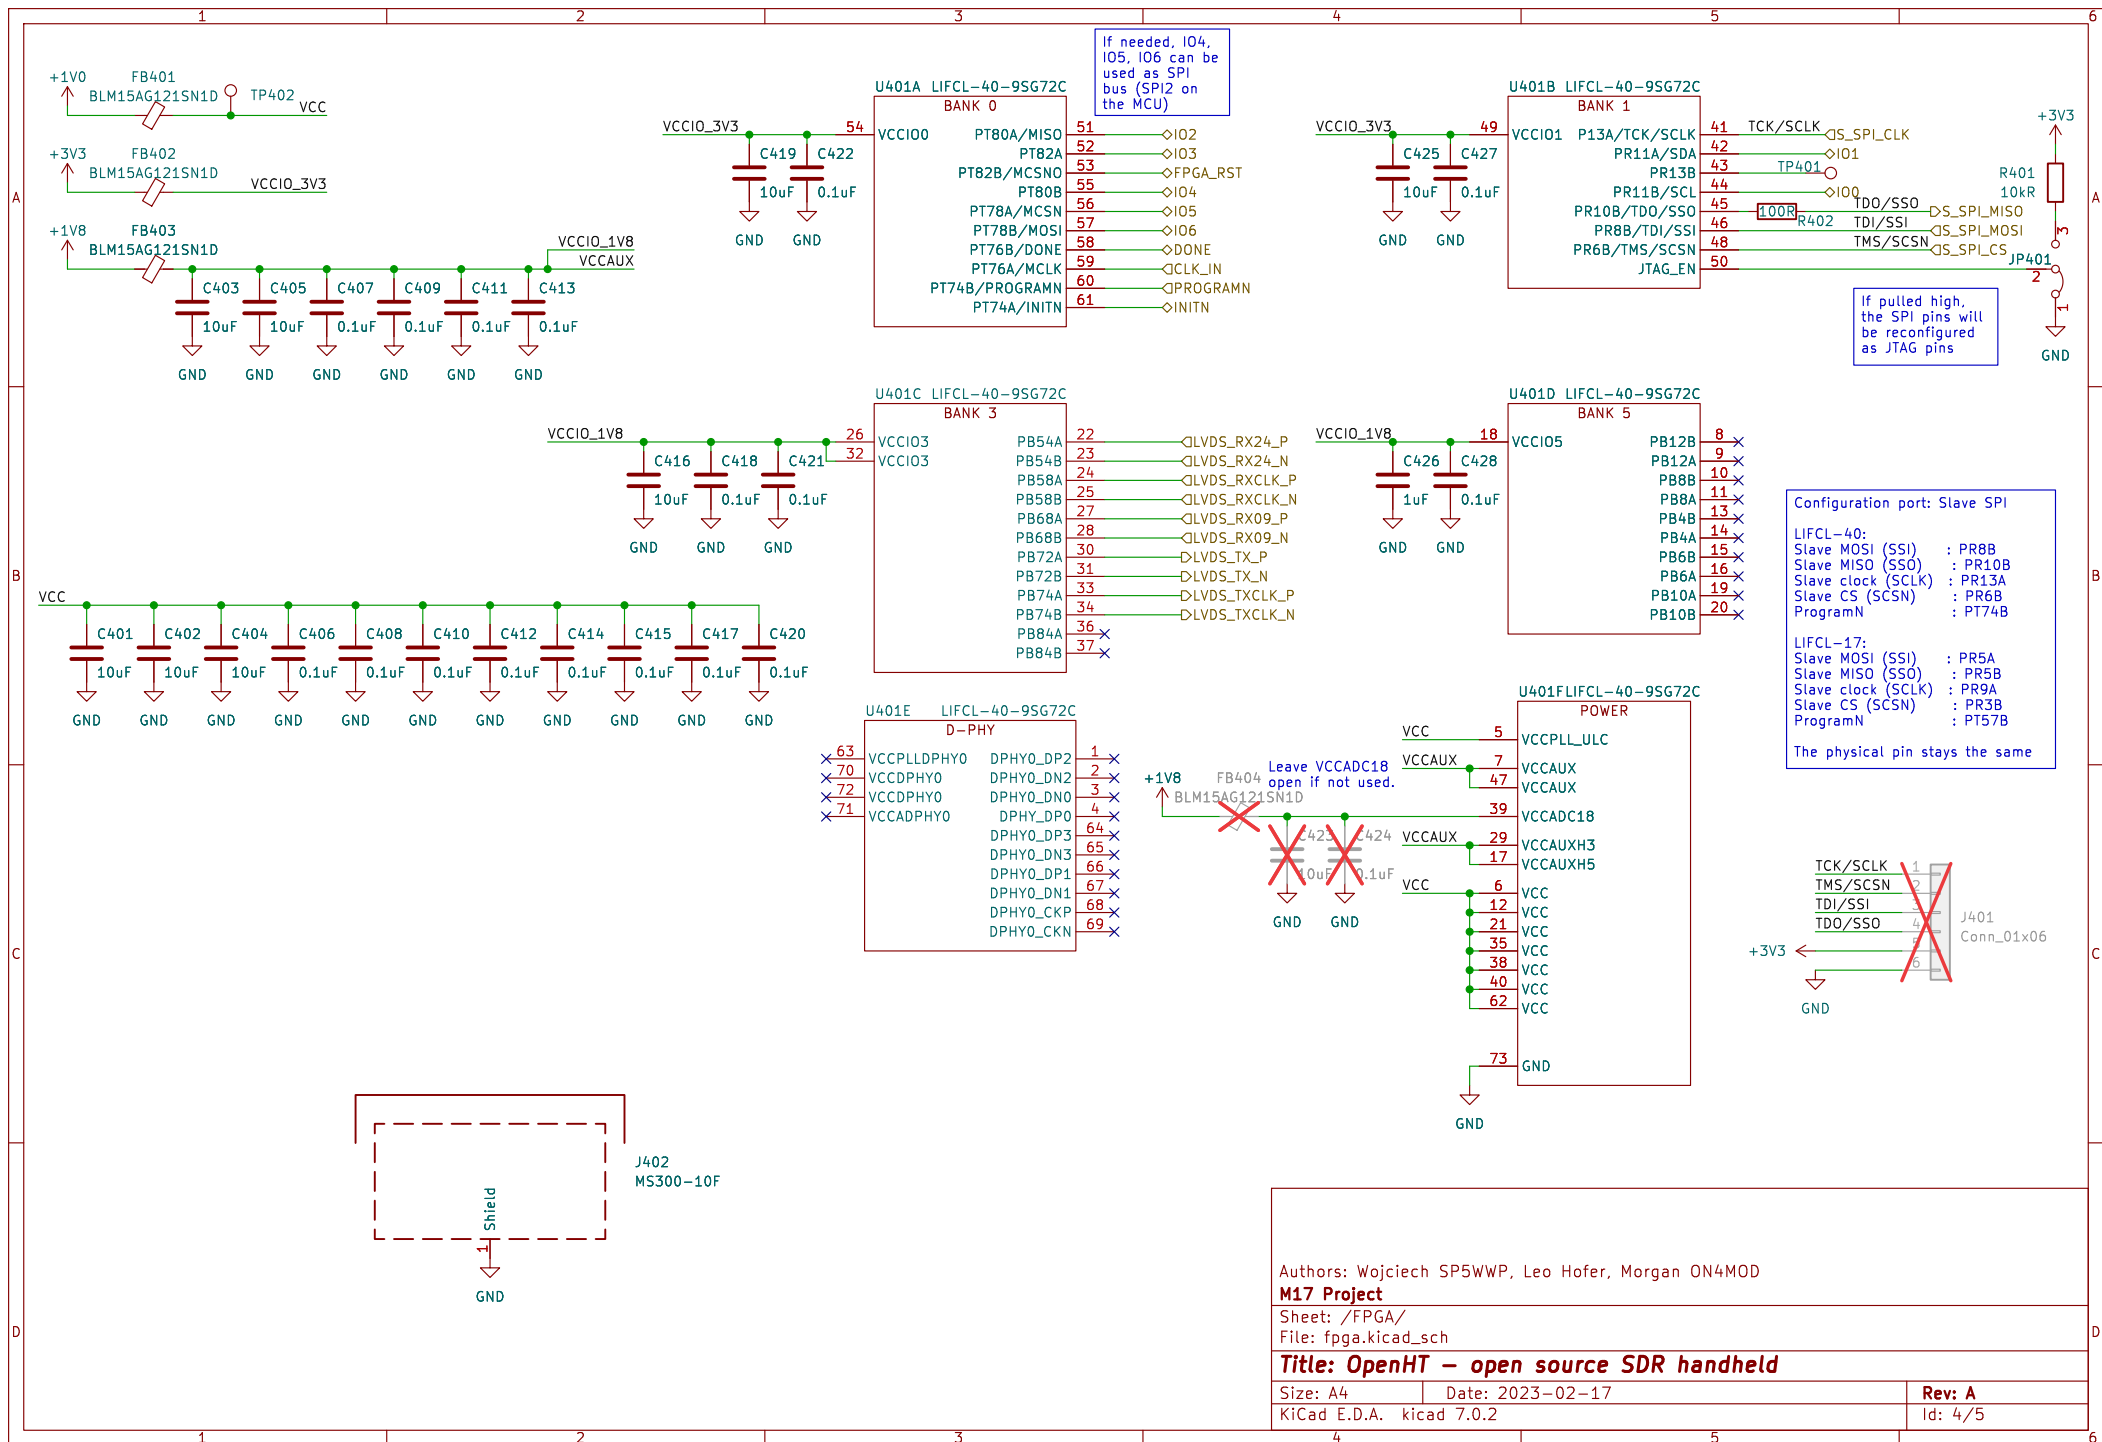 1 2 3 4 5 6
A
B
C
D
+1V0
FB401
BLM15AG121SN1D
TP402
VCC
+3V3
FB402
BLM15AG121SN1D
VCCIO_3V3
+1V8
FB403
BLM15AG121SN1D
VCCIO_1V8
VCCAUX
C403 C405 C407 C409 C411 C413
10uF 10uF 0.1uF 0.1uF 0.1uF 0.1uF
GND GND GND GND GND GND
If needed, IO4,
IO5, IO6 can be
used as SPI
bus (SPI2 on
the MCU)
U401A LIFCL-40-9SG72C
BANK 0
VCCIO_3V3 54 VCCIO0
C419 C422
10uF 0.1uF
GND GND
PT80A/MISO 51 IO2
PT82A 52 IO3
PT82B/MCSNO 53 FPGA_RST
PT80B 55 IO4
PT78A/MCSN 56 IO5
PT78B/MOSI 57 IO6
PT76B/DONE 58 DONE
PT76A/MCLK 59 CLK_IN
PT74B/PROGRAMN 60 PROGRAMN
PT74A/INITN 61 INITN
U401B LIFCL-40-9SG72C
BANK 1
VCCIO_3V3 49 VCCIO1
C425 C427
10uF 0.1uF
GND GND
P13A/TCK/SCLK 41 TCK/SCLK S_SPI_CLK
PR11A/SDA 42 IO1
PR13B 43 TP401
PR11B/SCL 44 IO0
PR10B/TDO/SSO 45 100R R402 TDO/SSO S_SPI_MISO
PR8B/TDI/SSI 46 TDI/SSI S_SPI_MOSI
PR6B/TMS/SCSN 48 TMS/SCSN S_SPI_CS
JTAG_EN 50
+3V3
R401
10kR
JP401
3
2
1
GND
If pulled high,
the SPI pins will
be reconfigured
as JTAG pins
U401C LIFCL-40-9SG72C
BANK 3
VCCIO_1V8 26 VCCIO3
32 VCCIO3
C416 C418 C421
10uF 0.1uF 0.1uF
GND GND GND
PB54A 22 LVDS_RX24_P
PB54B 23 LVDS_RX24_N
PB58A 24 LVDS_RXCLK_P
PB58B 25 LVDS_RXCLK_N
PB68A 27 LVDS_RX09_P
PB68B 28 LVDS_RX09_N
PB72A 30 LVDS_TX_P
PB72B 31 LVDS_TX_N
PB74A 33 LVDS_TXCLK_P
PB74B 34 LVDS_TXCLK_N
PB84A 36
PB84B 37
U401D LIFCL-40-9SG72C
BANK 5
VCCIO_1V8 18 VCCIO5
C426 C428
1uF 0.1uF
GND GND
PB12B 8
PB12A 9
PB8B 10
PB8A 11
PB4B 13
PB4A 14
PB6B 15
PB6A 16
PB10A 19
PB10B 20
Configuration port: Slave SPI
LIFCL-40:
Slave MOSI (SSI) : PR8B
Slave MISO (SSO) : PR10B
Slave clock (SCLK) : PR13A
Slave CS (SCSN) : PR6B
ProgramN : PT74B
LIFCL-17:
Slave MOSI (SSI) : PR5A
Slave MISO (SSO) : PR5B
Slave clock (SCLK) : PR9A
Slave CS (SCSN) : PR3B
ProgramN : PT57B
The physical pin stays the same
VCC
C401 C402 C404 C406 C408 C410 C412 C414 C415 C417 C420
10uF 10uF 10uF 0.1uF 0.1uF 0.1uF 0.1uF 0.1uF 0.1uF 0.1uF 0.1uF
GND GND GND GND GND GND GND GND GND GND GND
U401E LIFCL-40-9SG72C
D-PHY
63 VCCPLLDPHY0 DPHY0_DP2 1
70 VCCDPHY0 DPHY0_DN2 2
72 VCCDPHY0 DPHY0_DN0 3
71 VCCADPHY0 DPHY_DP0 4
DPHY0_DP3 64
DPHY0_DN3 65
DPHY0_DP1 66
DPHY0_DN1 67
DPHY0_CKP 68
DPHY0_CKN 69
+1V8
FB404
BLM15AG121SN1D
Leave VCCADC18
open if not used.
C423 C424
10uF 0.1uF
GND GND
U401F LIFCL-40-9SG72C
POWER
VCC 5 VCCPLL_ULC
VCCAUX 7 VCCAUX
47 VCCAUX
39 VCCADC18
VCCAUX 29 VCCAUXH3
17 VCCAUXH5
VCC 6 VCC
12 VCC
21 VCC
35 VCC
38 VCC
40 VCC
62 VCC
73 GND
GND
TCK/SCLK 1
TMS/SCSN 2
TDI/SSI 3
TDO/SSO 4
+3V3 5
6
GND
J401
Conn_01x06
J402
MS300-10F
Shield
1
GND
Authors: Wojciech SP5WWP, Leo Hofer, Morgan ON4MOD
M17 Project
Sheet: /FPGA/
File: fpga.kicad_sch
Title: OpenHT – open source SDR handheld
Size: A4 Date: 2023-02-17 Rev: A
KiCad E.D.A. kicad 7.0.2 Id: 4/5
A
B
C
D
1 2 3 4 5 6